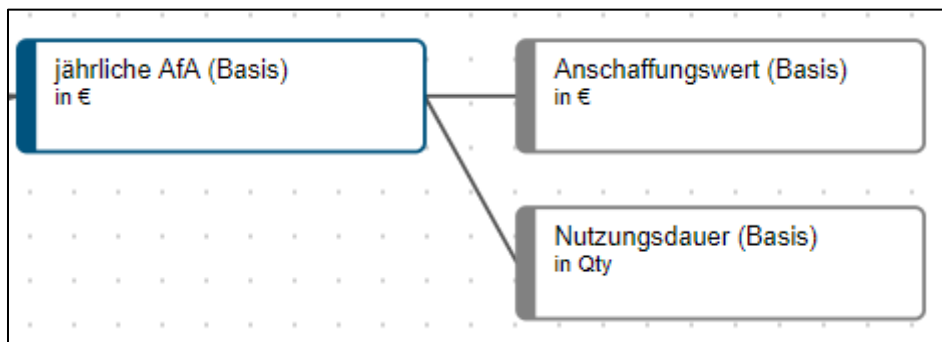 jährliche AfA (Basis)
in €
Anschaffungswert (Basis)
in €
Nutzungsdauer (Basis)
in Qty